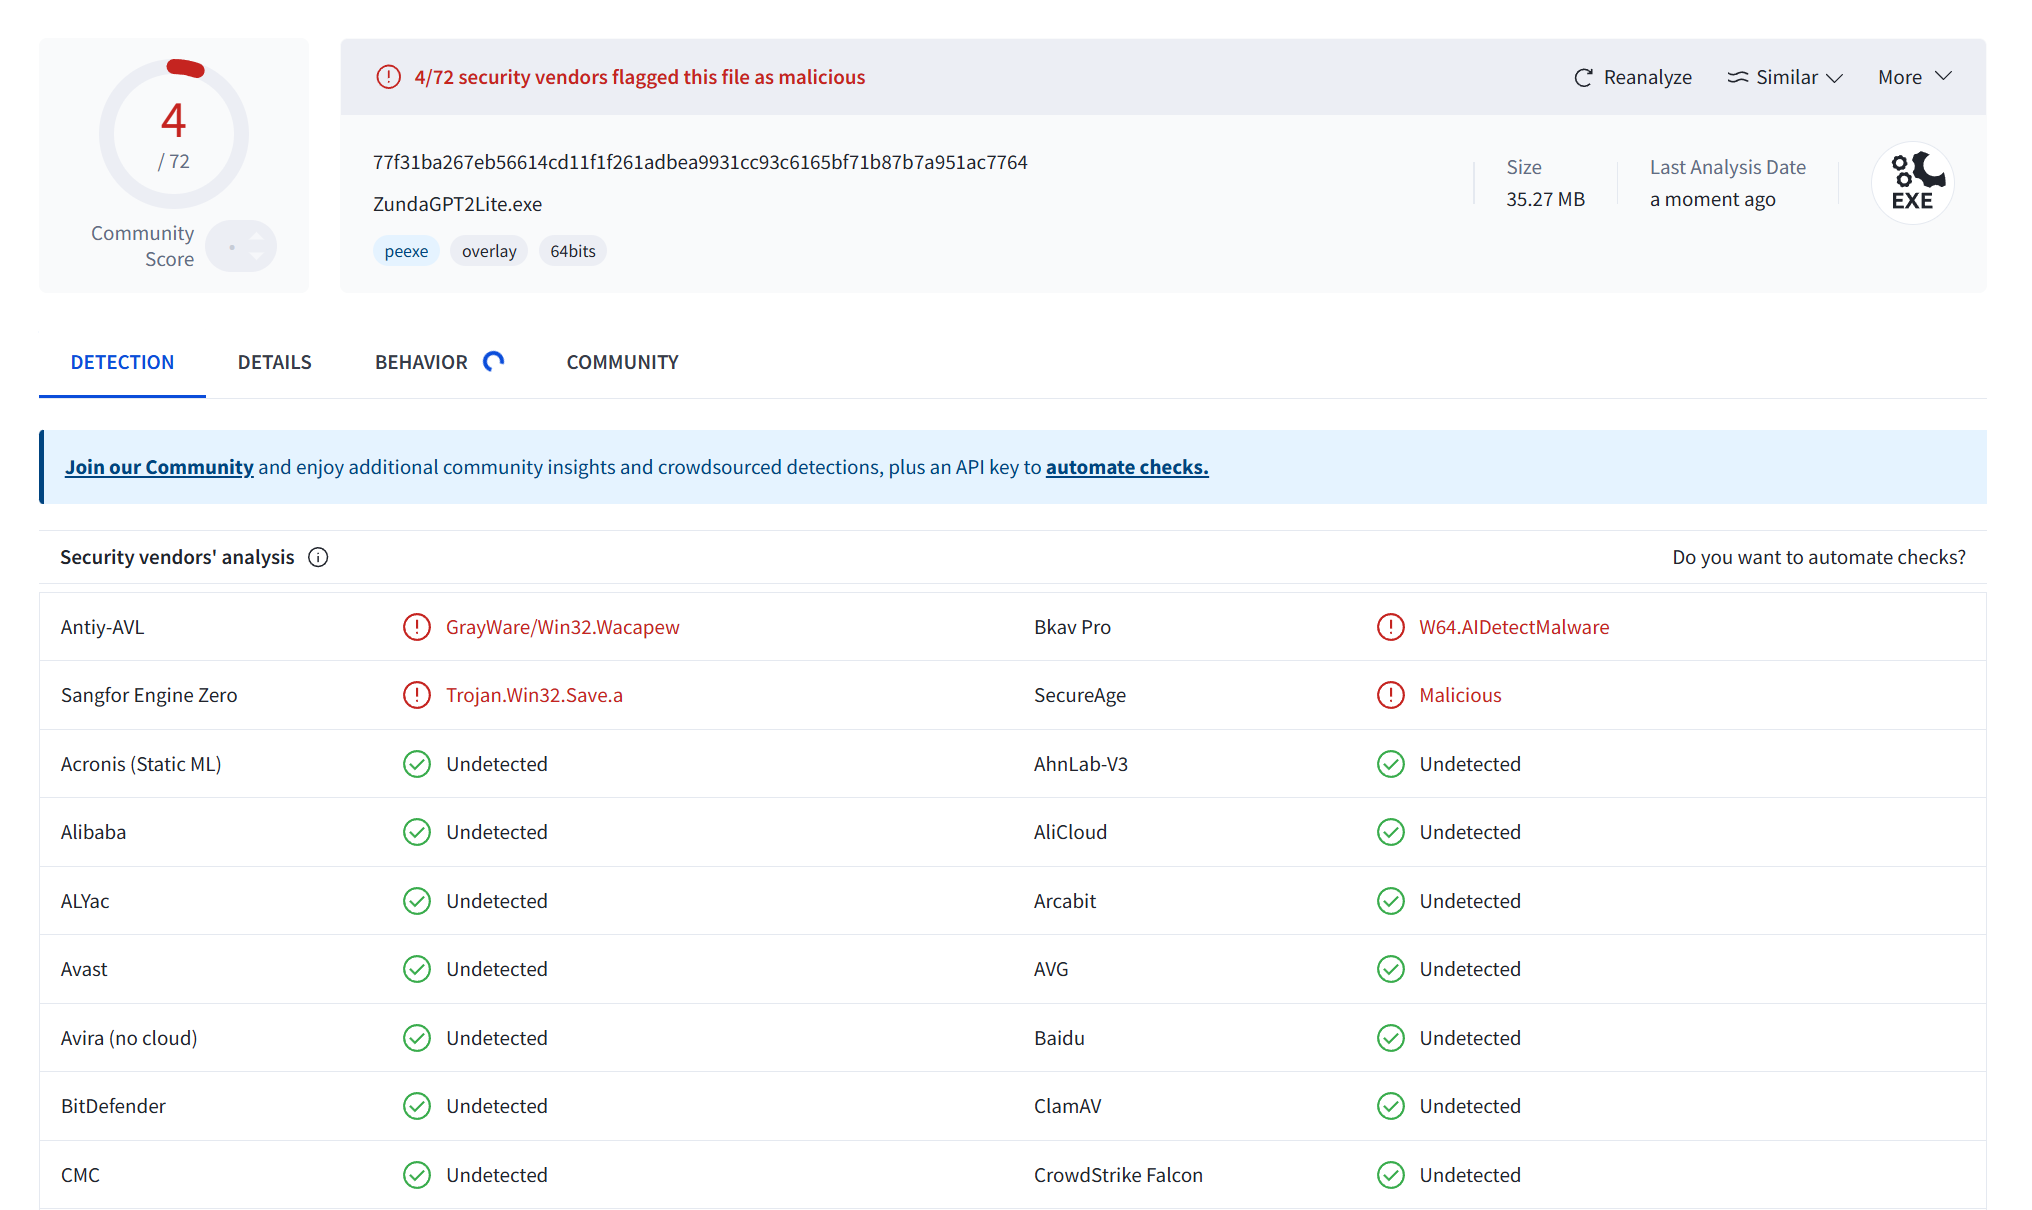 4
/ 72
Community
Score
4/72 security vendors flagged this file as malicious
Reanalyze
Similar
More
77f31ba267eb56614cd11f1f261adbea9931cc93c6165bf71b87b7a951ac7764
ZundaGPT2Lite.exe
peexe
overlay
64bits
Size
35.27 MB
Last Analysis Date
a moment ago
EXE
DETECTION
DETAILS
BEHAVIOR
COMMUNITY
Join our Community and enjoy additional community insights and crowdsourced detections, plus an API key to automate checks.
Security vendors' analysis
Do you want to automate checks?
Antiy-AVL GrayWare/Win32.Wacapew Bkav Pro W64.AIDetectMalware
Sangfor Engine Zero Trojan.Win32.Save.a SecureAge Malicious
Acronis (Static ML) Undetected AhnLab-V3 Undetected
Alibaba Undetected AliCloud Undetected
ALYac Undetected Arcabit Undetected
Avast Undetected AVG Undetected
Avira (no cloud) Undetected Baidu Undetected
BitDefender Undetected ClamAV Undetected
CMC Undetected CrowdStrike Falcon Undetected